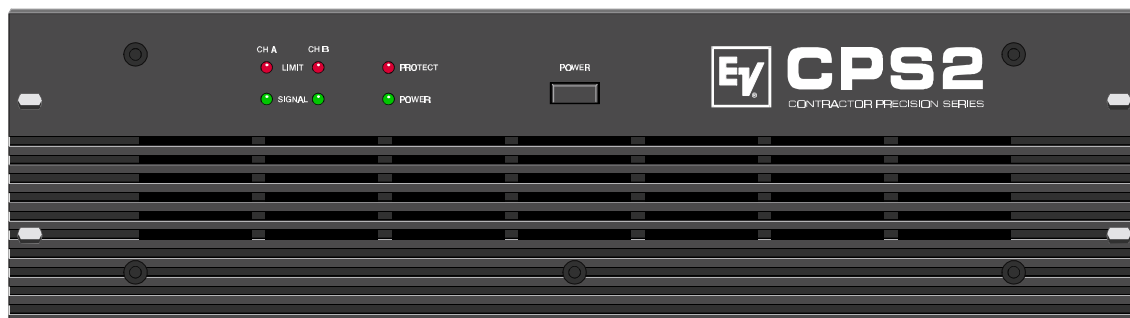 CH A CH B
LIMIT
PROTECT
SIGNAL
POWER
POWER
EV
CPS2
CONTRACTOR PRECISION SERIES